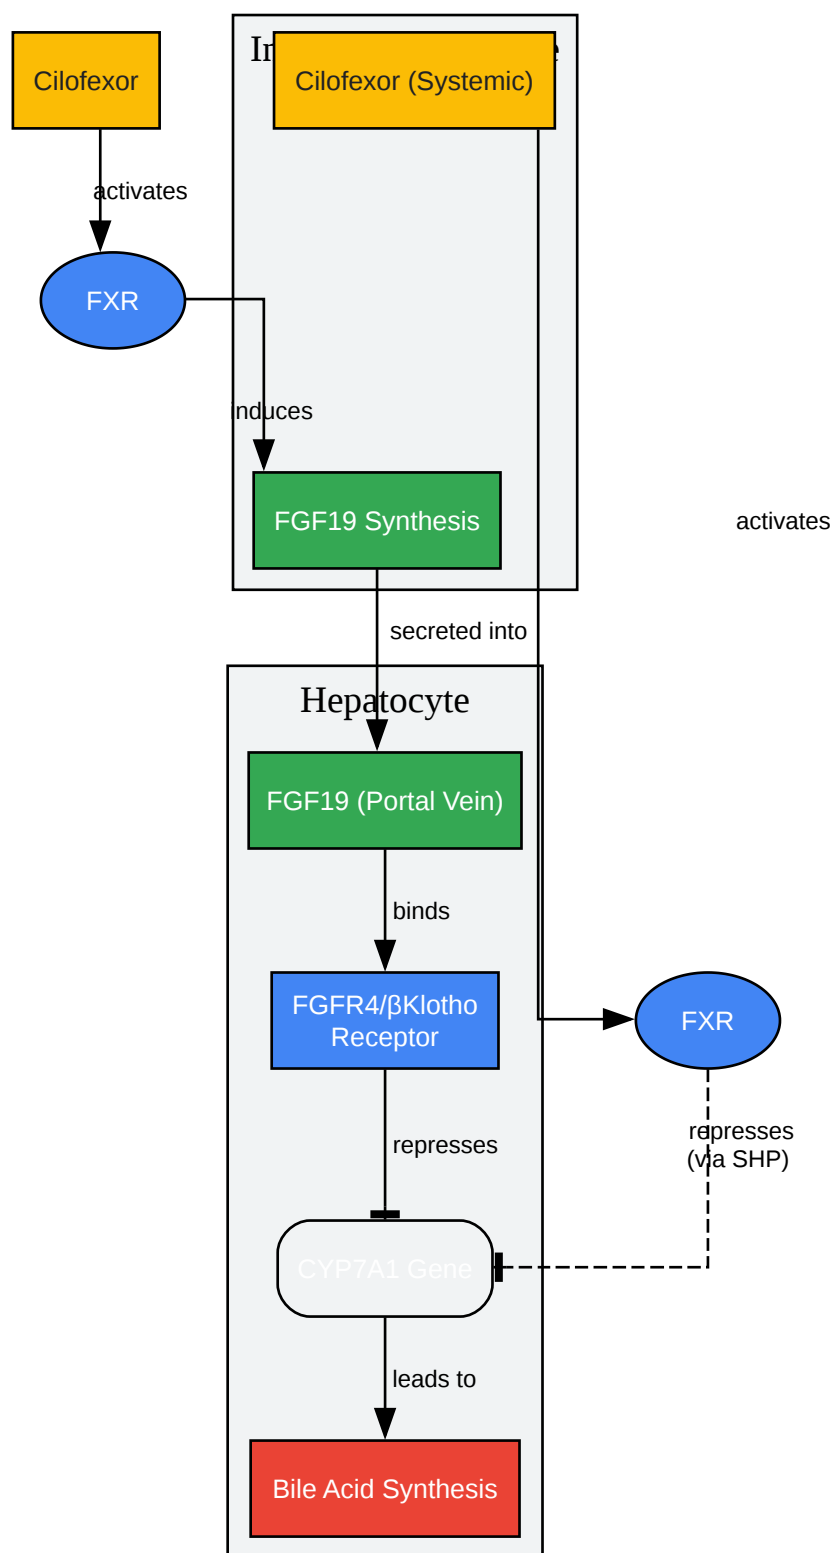 Cilofexor
Cilofexor (Systemic)
activates
FXR
induces
FGF19 Synthesis
activates
secreted into
Hepatocyte
FGF19 (Portal Vein)
binds
FGFR4/βKlotho
Receptor
FXR
represses
represses
(via SHP)
CYP7A1 Gene
leads to
Bile Acid Synthesis